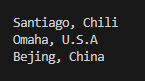 Santiago, Chili
Omaha, U.S.A
Bejing, China